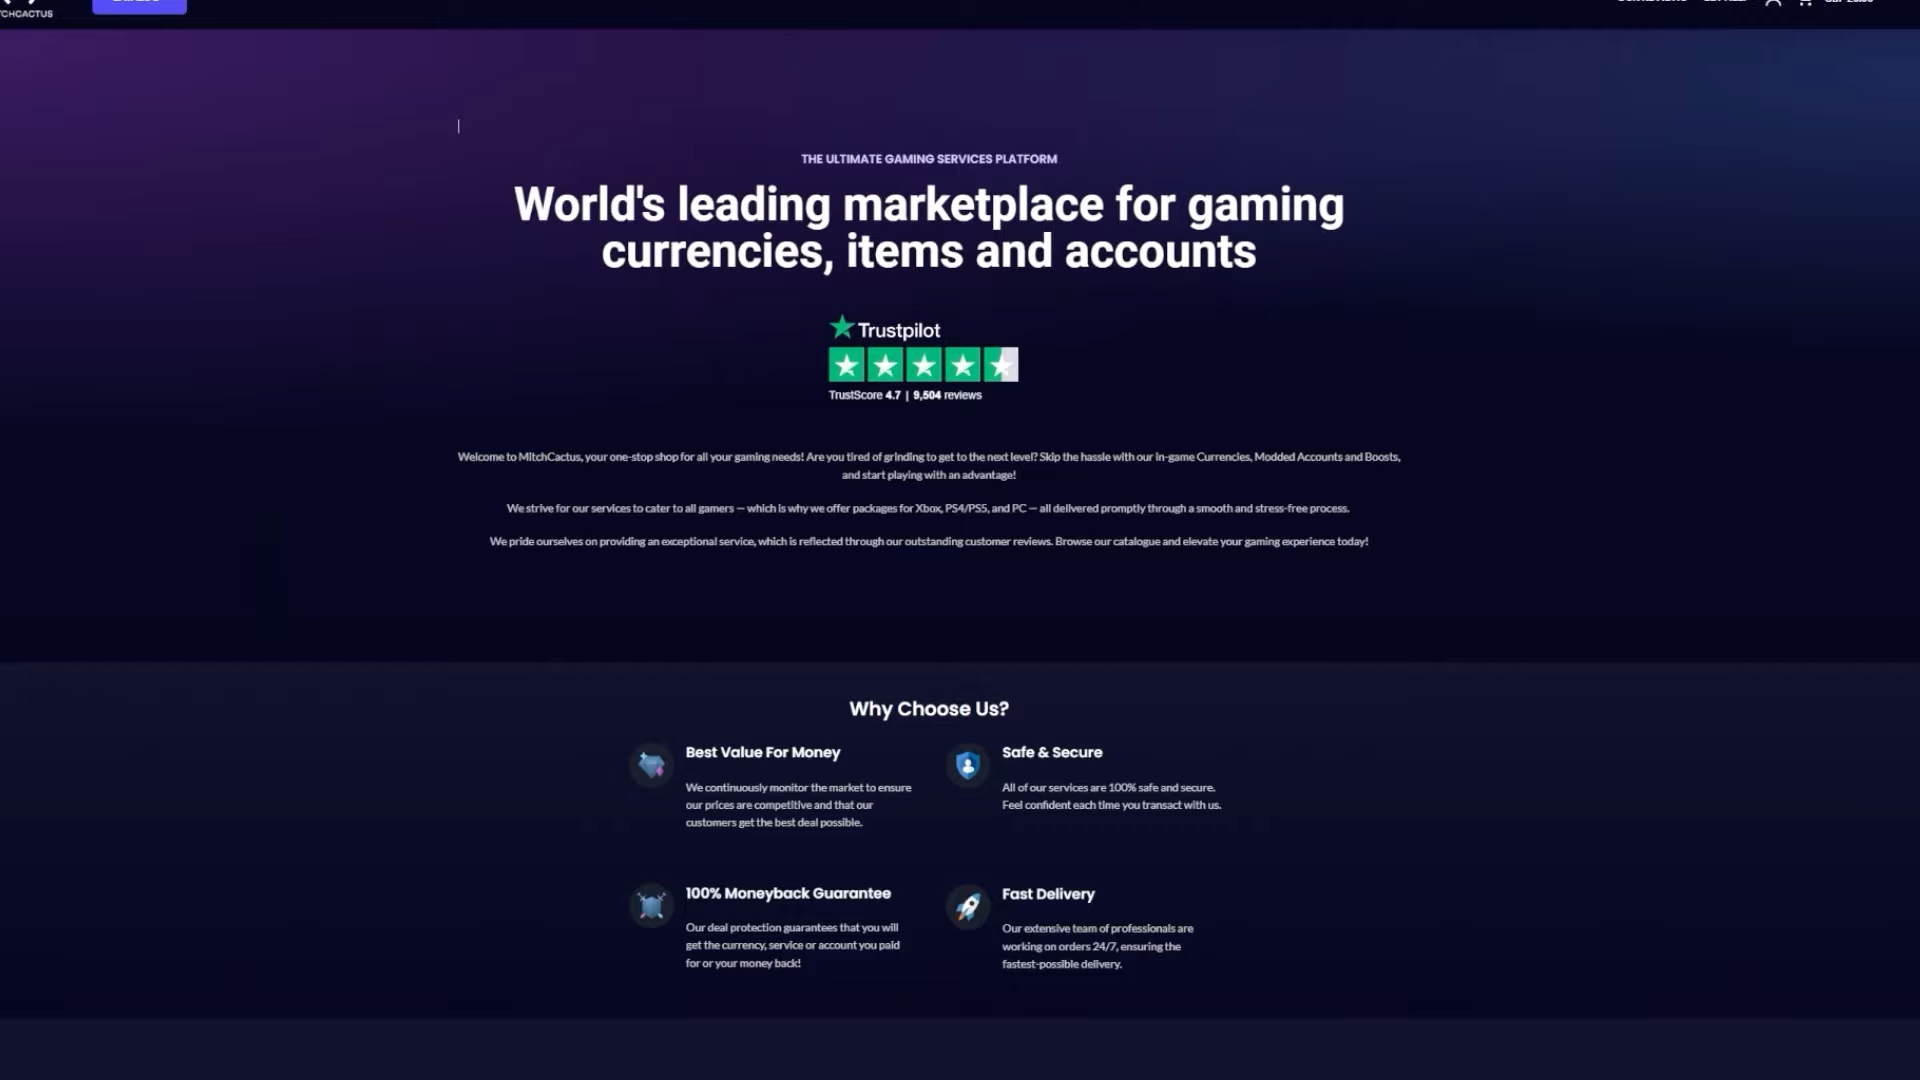 THE ULTIMATE GAMING SERVICES PLATFORM
World's leading marketplace for gaming
currencies, items and accounts
Trustpilot
TrustScore 4.7 | 9,504 reviews
Welcome to MitchCactus, your one-stop shop for all your gaming needs! Are you tired of grinding to get to the next level? Skip the hassle with our in-game Currencies, Modded Accounts and Boosts,
and start playing with an advantage!
We strive for our services to cater to all gamers — which is why we offer packages for Xbox, PS4/PS5, and PC — all delivered promptly through a smooth and stress-free process.
We pride ourselves on providing an exceptional service, which is reflected through our outstanding customer reviews. Browse our catalogue and elevate your gaming experience today!
Why Choose Us?
Best Value For Money
We continuously monitor the market to ensure
our prices are competitive and that our
customers get the best deal possible.
Safe & Secure
All of our services are 100% safe and secure.
Feel confident each time you transact with us.
100% Moneyback Guarantee
Our deal protection guarantees that you will
get the currency, service or account you paid
for or your money back!
Fast Delivery
Our extensive team of professionals are
working on orders 24/7, ensuring the
fastest-possible delivery.